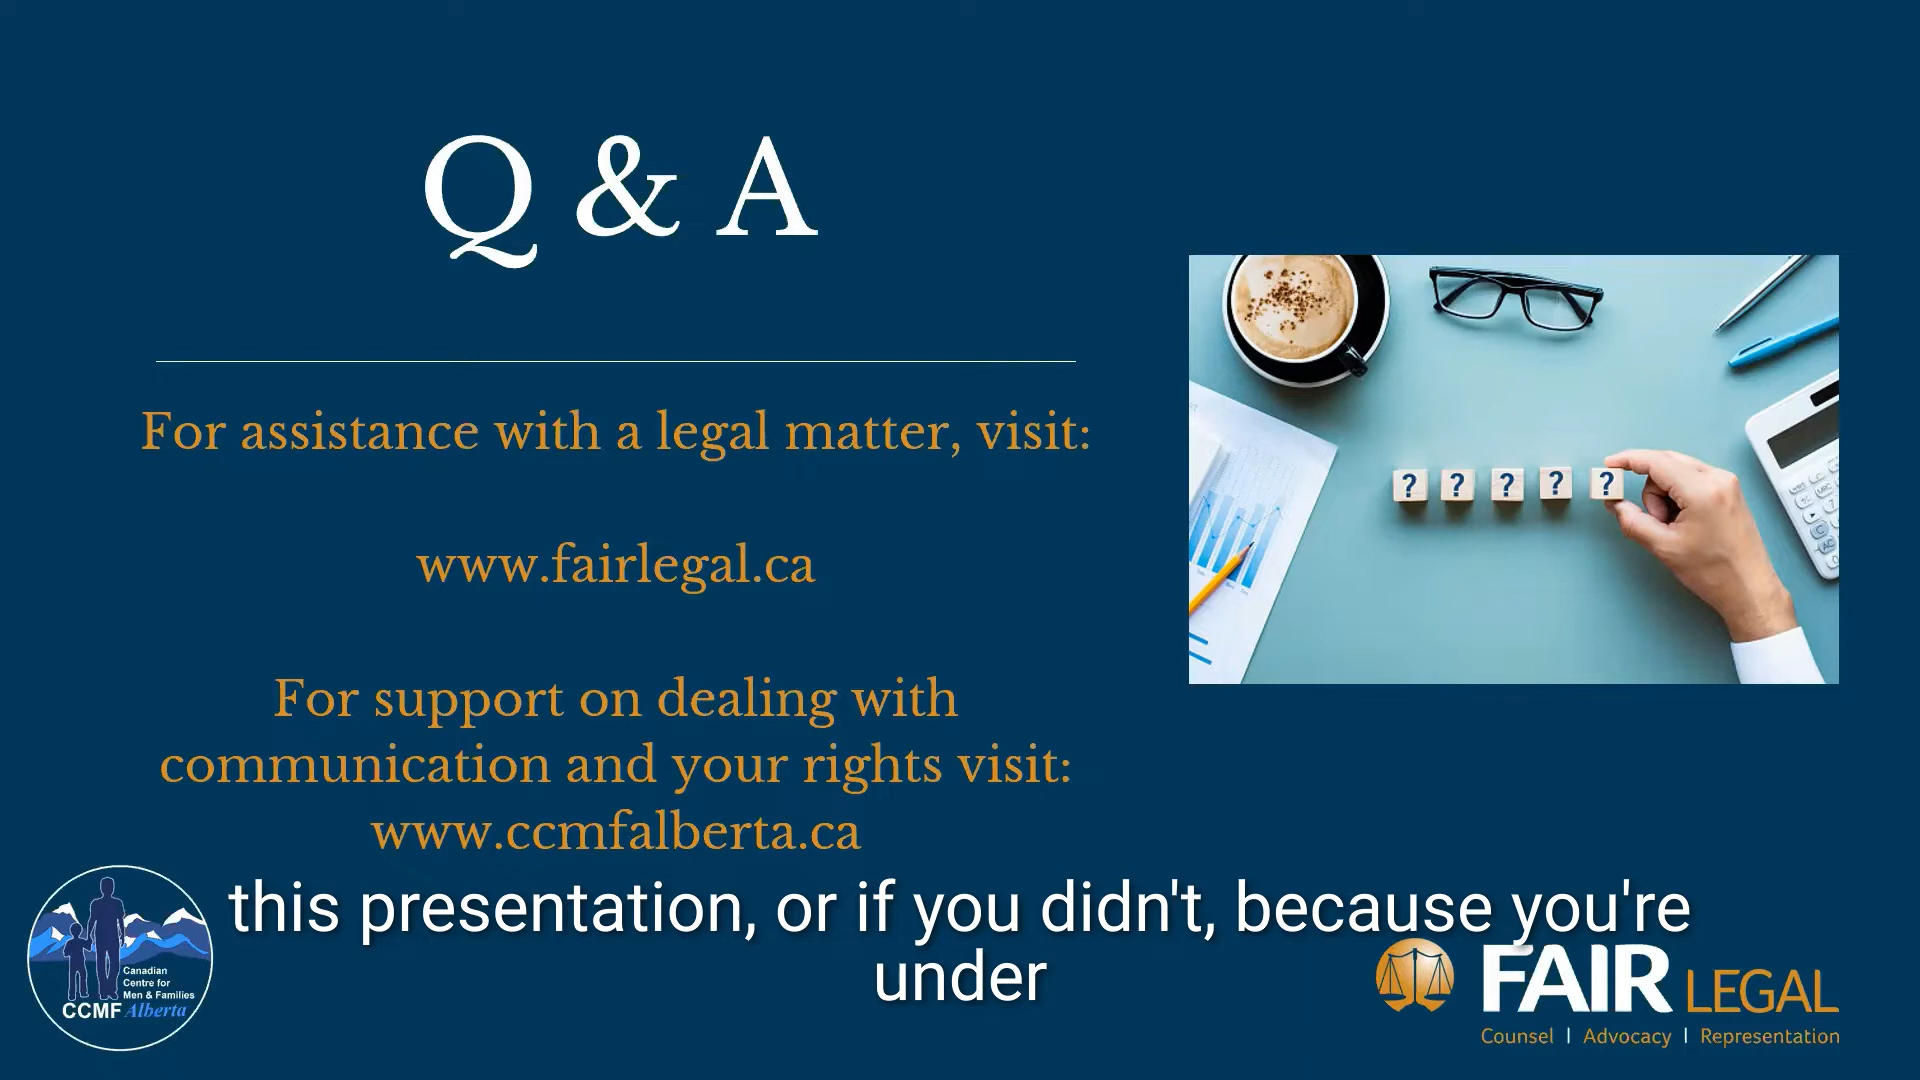 Q & A
For assistance with a legal matter, visit:
www.fairlegal.ca
For support on dealing with
communication and your rights visit:
www.ccmfalberta.ca
? ? ? ? ?
this presentation, or if you didn't, because you're
under
Canadian
Centre for
Men & Families
CCMF Alberta
FAIR LEGAL
Counsel | Advocacy | Representation